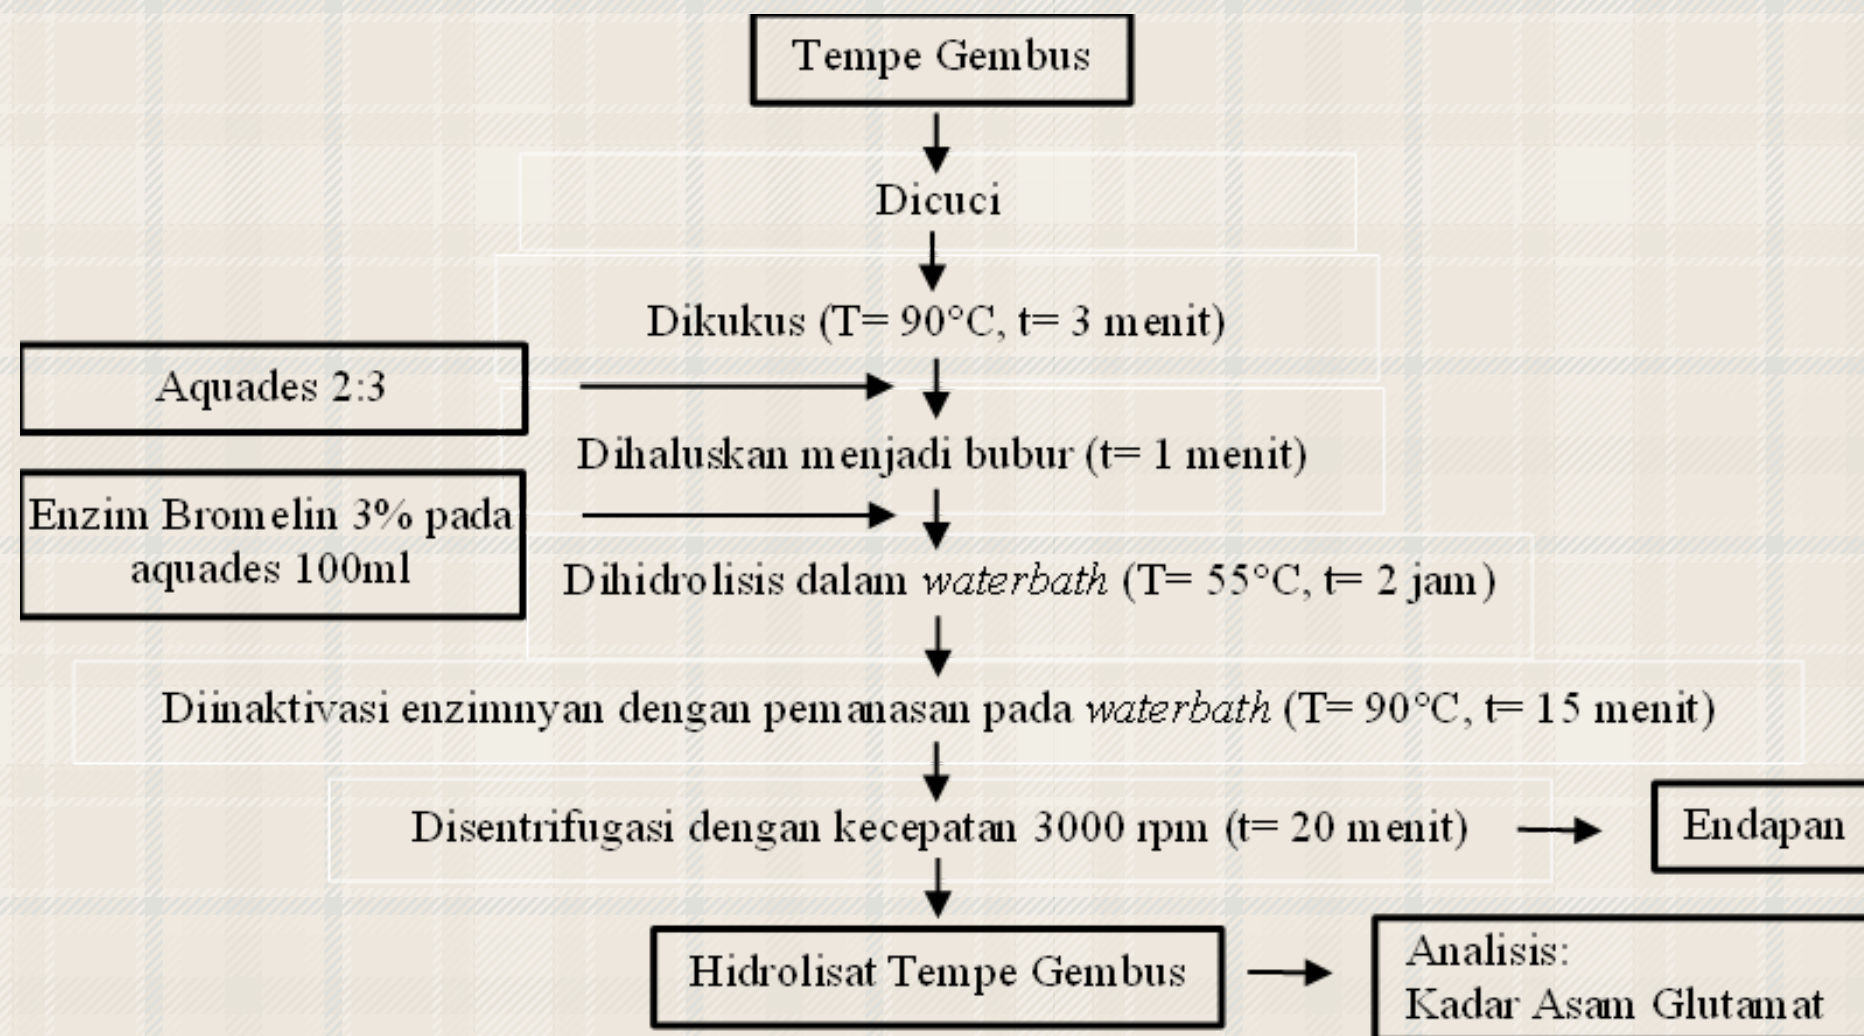 Tempe Gembus
Dicuci
Dikukus (T= 90°C, t= 3 menit)
Aquades 2:3
Dihaluskan menjadi bubur (t= 1 menit)
Enzim Bromelin 3% pada
aquades 100ml
Dihidrolisis dalam waterbath (T= 55°C, t= 2 jam)
Diinaktivasi enzimnyan dengan pemanasan pada waterbath (T= 90°C, t= 15 menit)
Disentrifugasi dengan kecepatan 3000 rpm (t= 20 menit)
Endapan
Hidrolisat Tempe Gembus
Analisis:
Kadar Asam Glutamat